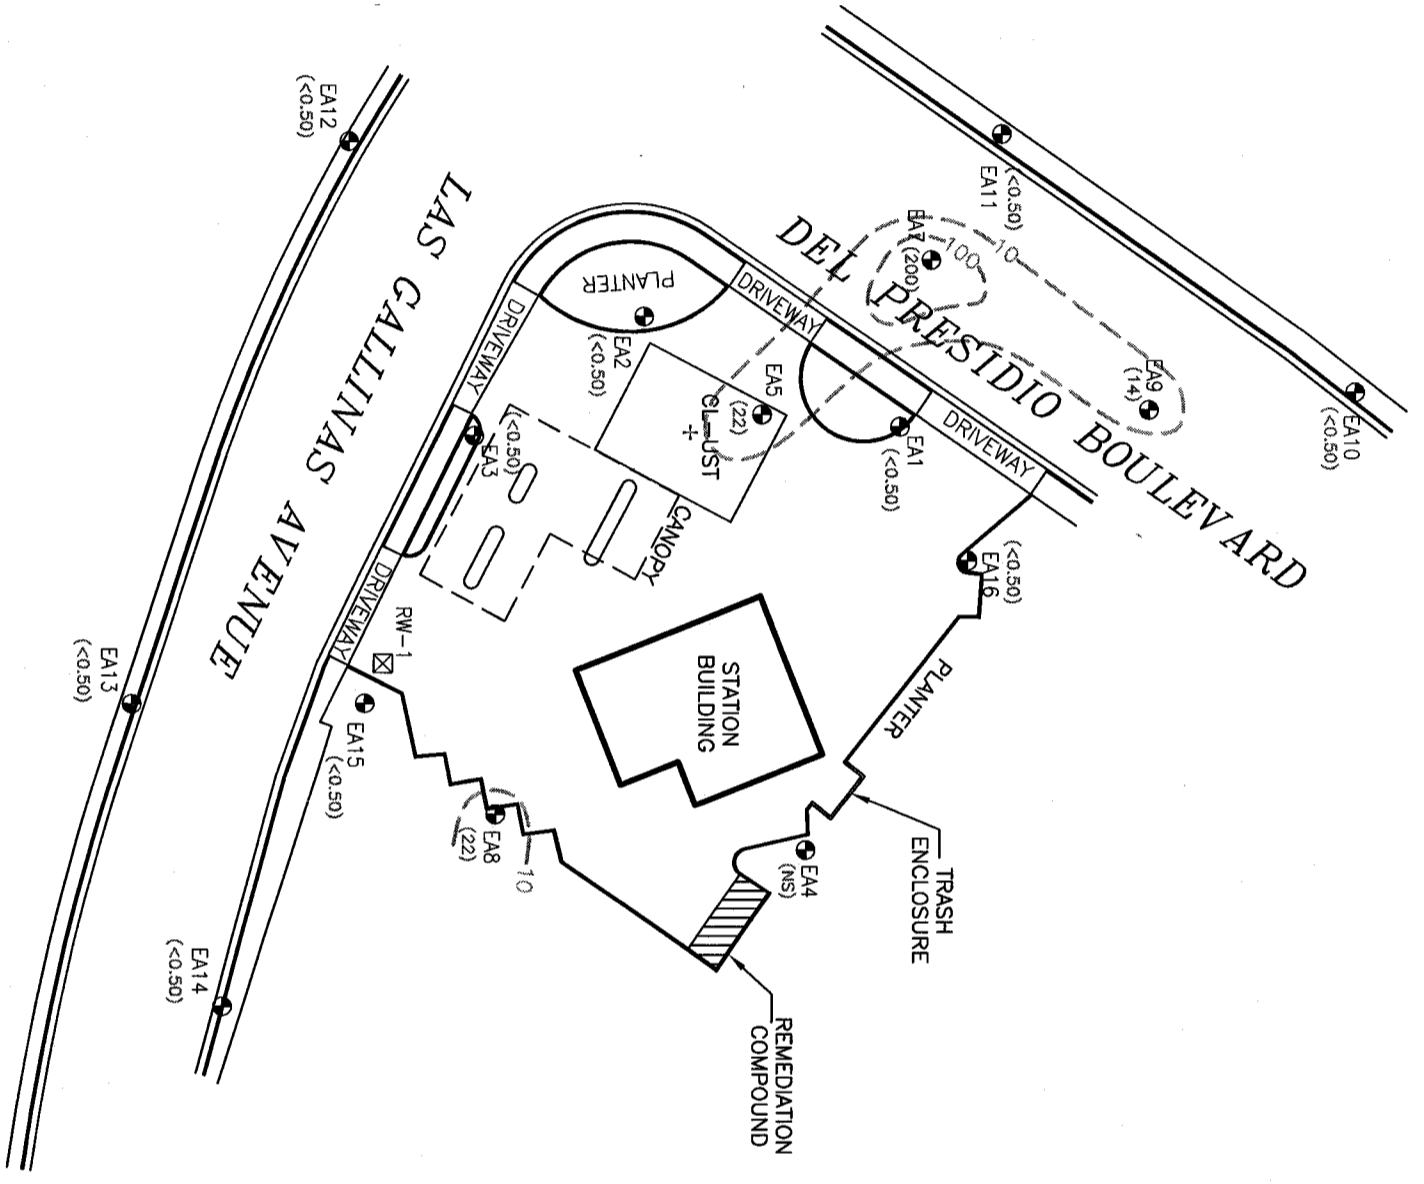 EA12
(<0.50)
LAS GALLINAS AVENUE
EA13
(<0.50)
EA14
(<0.50)
DEL PRESIDIO BOULEVARD
(<0.50)
EA11
EA7 (200)
100
10
EA9
(14)
EA10
(<0.50)
PLANTER
EA2
(<0.50)
DRIVEWAY
DRIVEWAY
DRIVEWAY
DRIVEWAY
EA5
(22)
CL-UST
EA1
(<0.50)
EA3
(<0.50)
CANOPY
(<0.50)
EA16
PLANTER
STATION
BUILDING
RW-1
EA15
(<0.50)
EA8
(22)
10
EA4
(NS)
TRASH
ENCLOSURE
REMEDIATION
COMPOUND